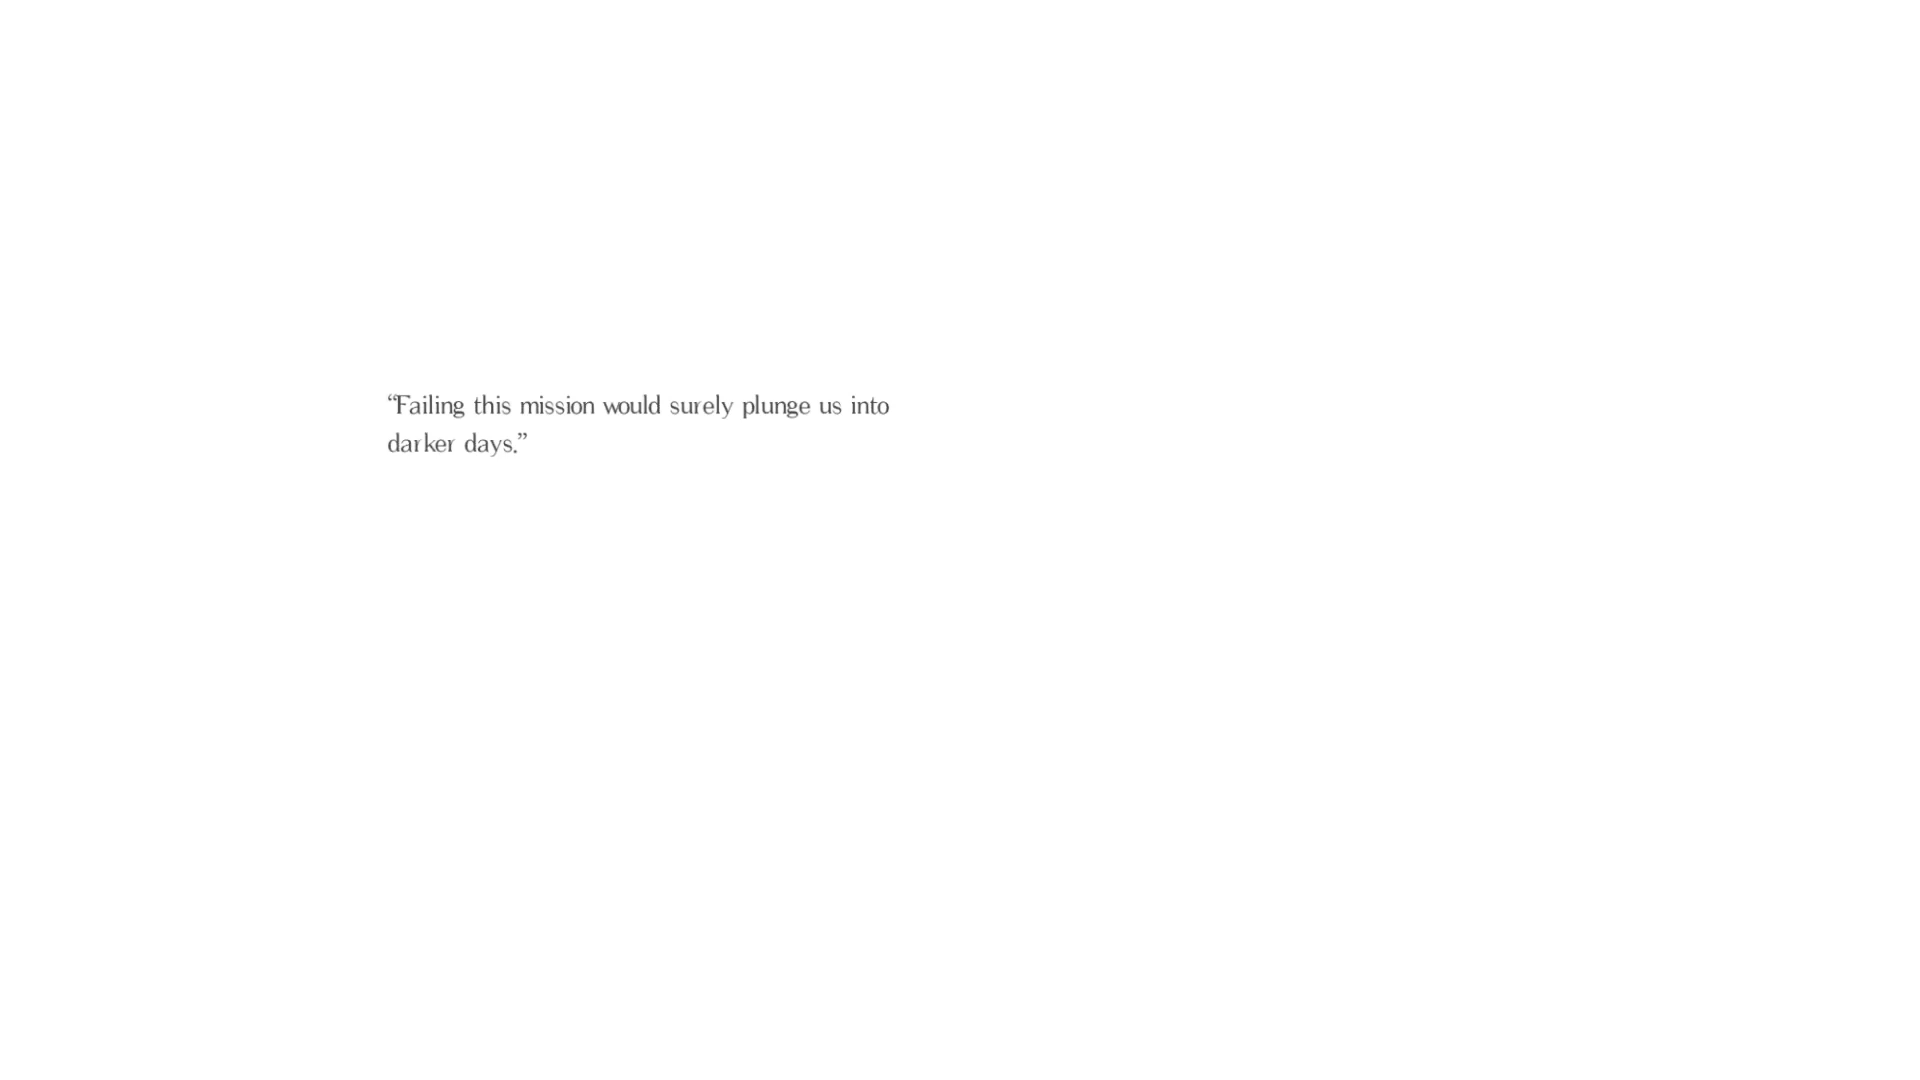 “Failing this mission would surely plunge us into
darker days.”